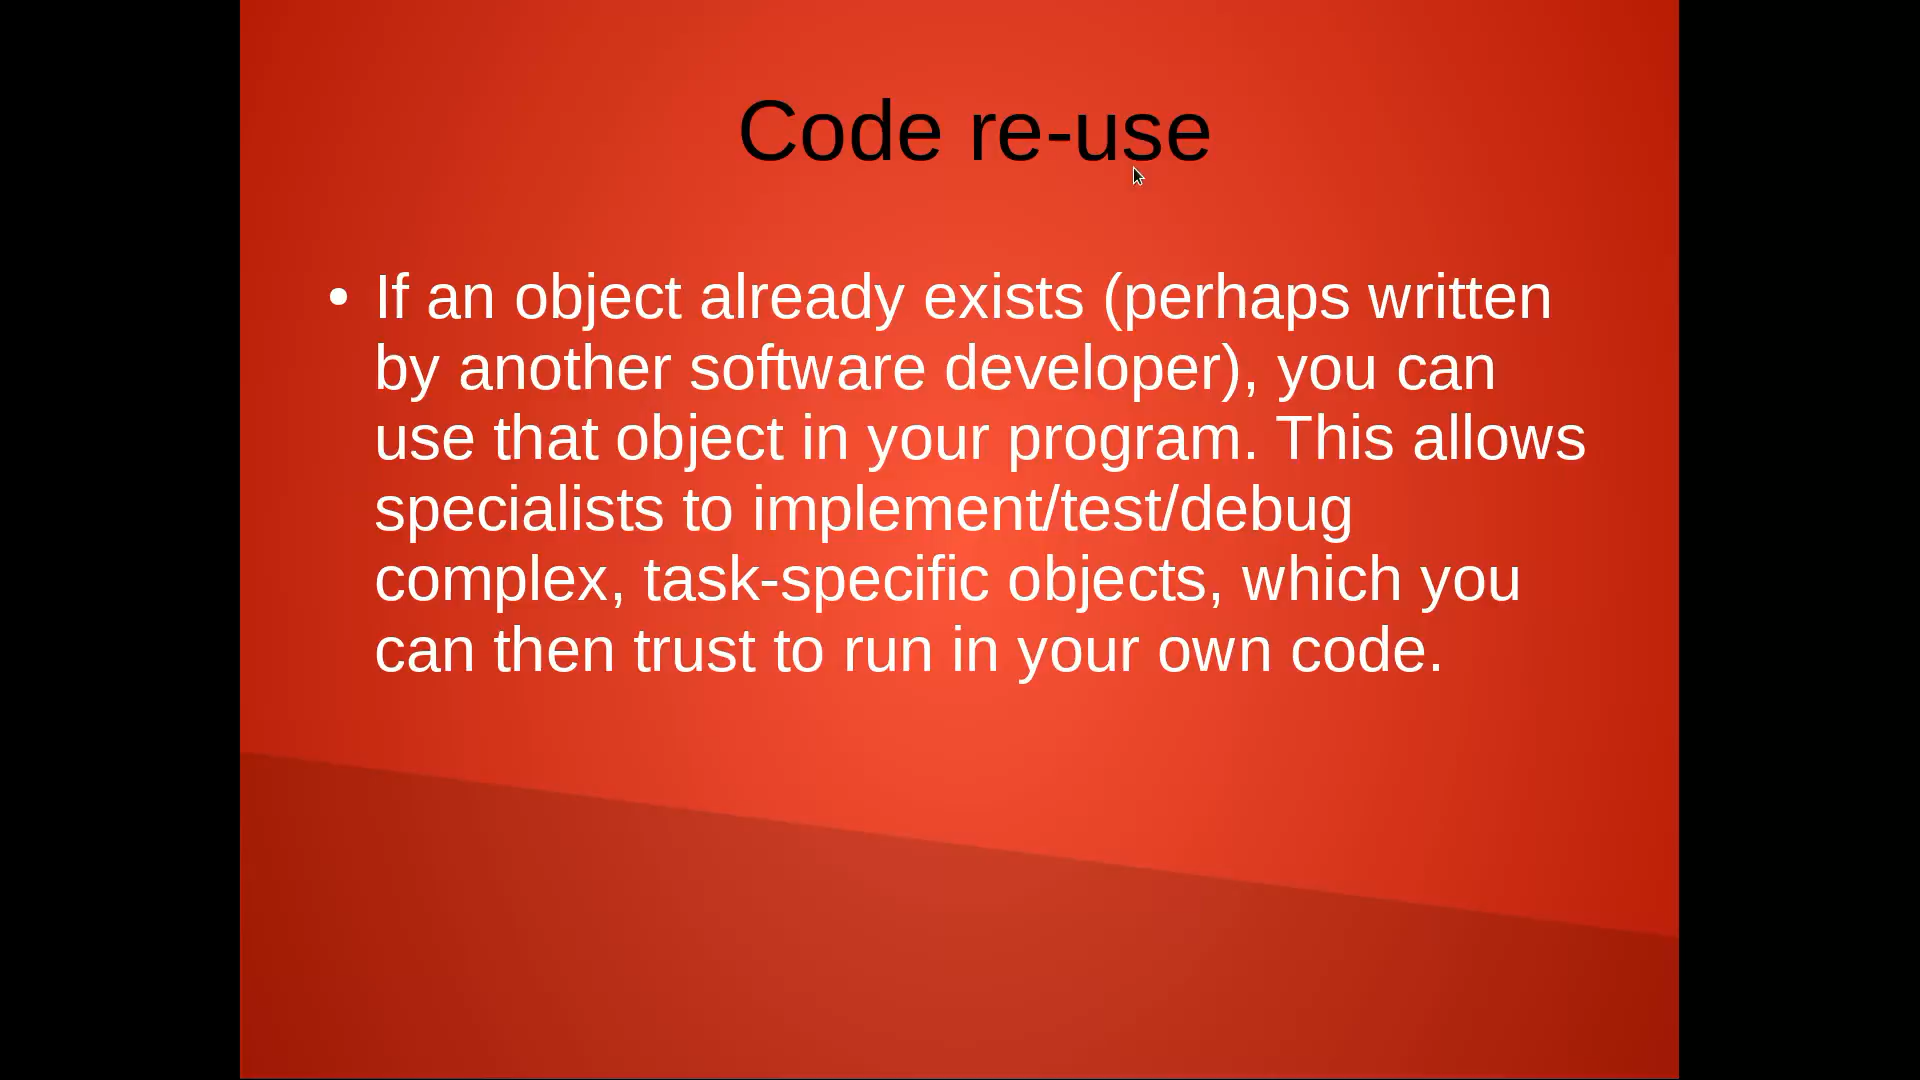 Code re-use
• If an object already exists (perhaps written
by another software developer), you can
use that object in your program. This allows
specialists to implement/test/debug
complex, task-specific objects, which you
can then trust to run in your own code.